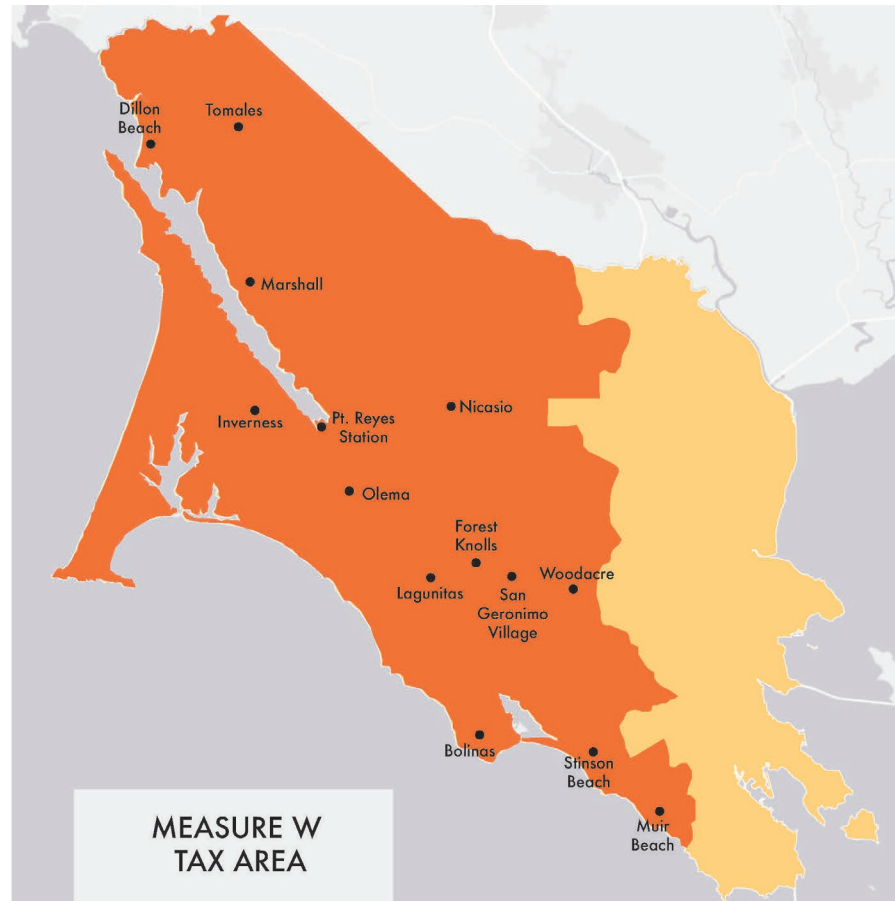 Dillon
Beach
Tomales
Marshall
Inverness
Pt. Reyes
Station
Nicasio
Olema
Forest
Knolls
Lagunitas
San
Geronimo
Village
Woodacre
Bolinas
Stinson
Beach
Muir
Beach
MEASURE W
TAX AREA